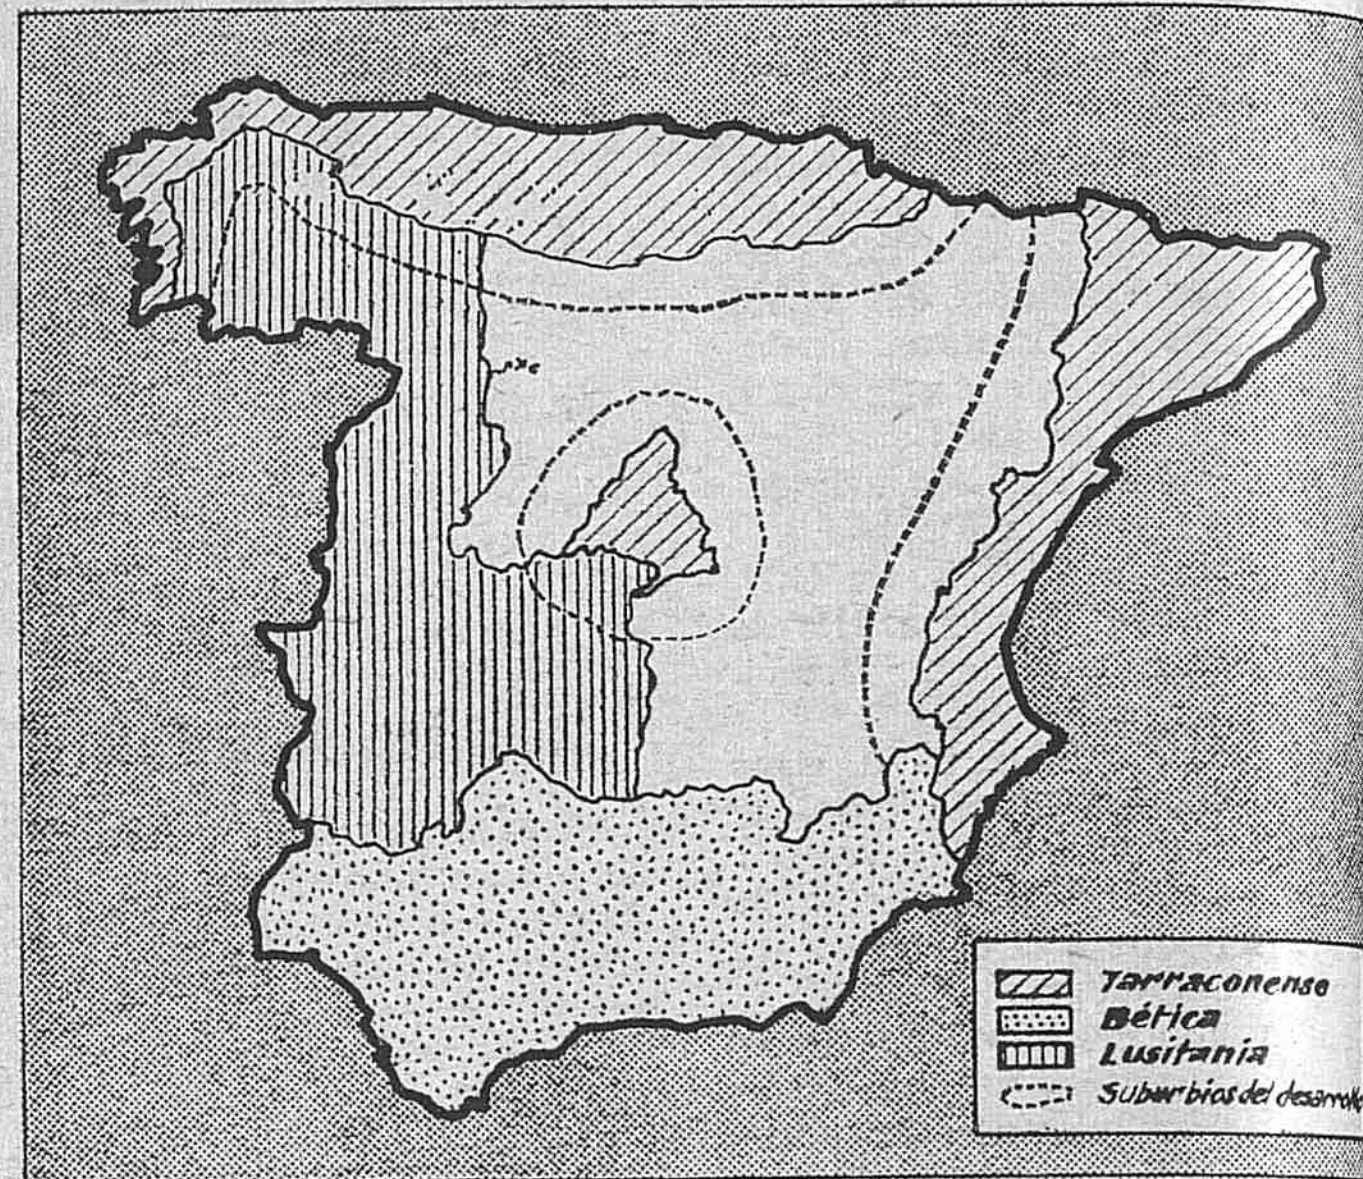 Tarraconense
Bética
Lusitania
Suburbios del desarrollo